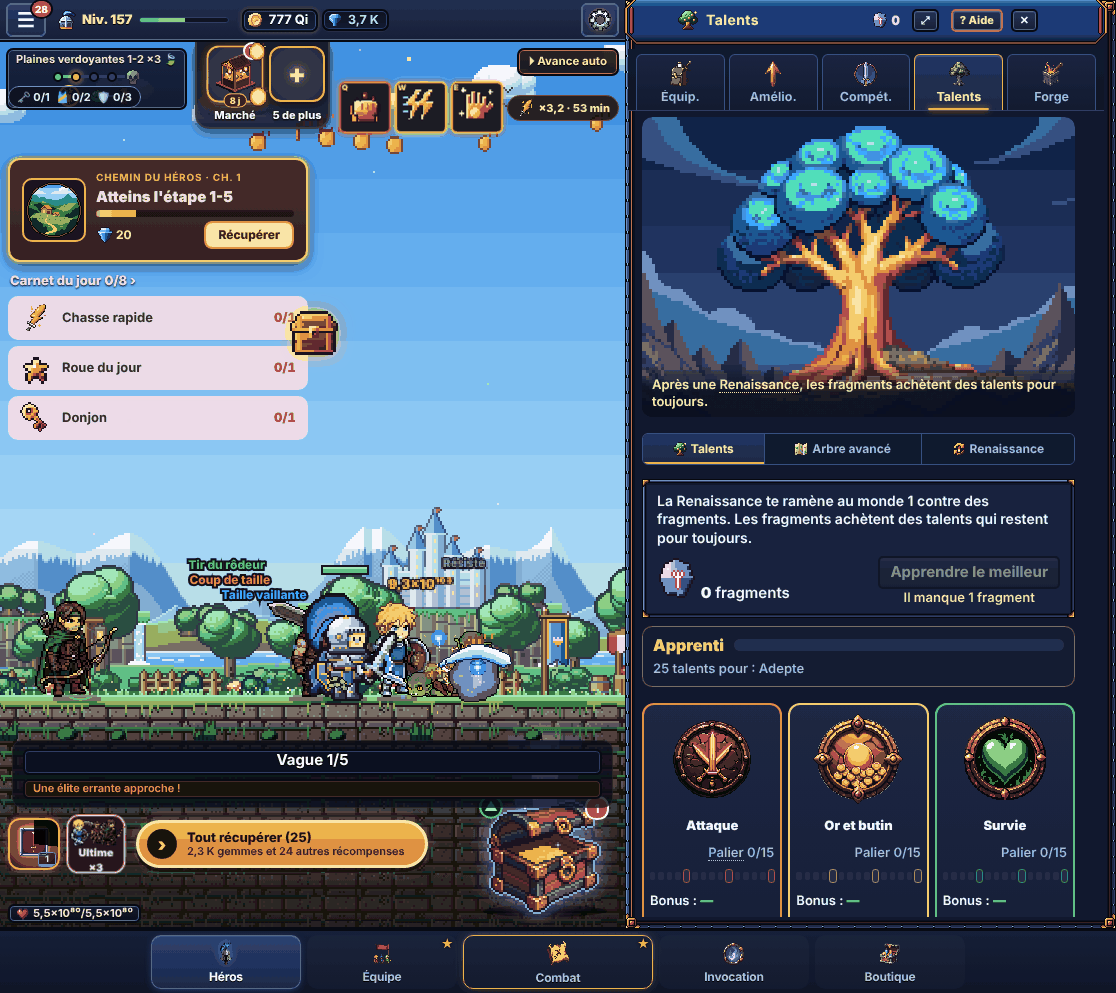 28
Niv. 157
777 Qi
3,7 K
Talents
0
? Aide
Plaines verdoyantes 1-2 ×3
0/1
0/2
0/3
8 j
Marché
5 de plus
Q
W
E
Avance auto
×3,2 · 53 min
Équip.
Amélio.
Compét.
Talents
Forge
CHEMIN DU HÉROS · CH. 1
Atteins l'étape 1-5
20
Récupérer
Carnet du jour 0/8 ›
Chasse rapide
0/1
Roue du jour
0/1
Donjon
0/1
Après une Renaissance, les fragments achètent des talents pour
toujours.
Talents
Arbre avancé
Renaissance
La Renaissance te ramène au monde 1 contre des
fragments. Les fragments achètent des talents qui restent
pour toujours.
0 fragments
Apprendre le meilleur
Il manque 1 fragment
Apprenti
25 talents pour : Adepte
Tir du rôdeur
Coup de taille
Taille vaillante
Résiste
Vague 1/5
Une élite errante approche !
1
Ultime
×3
Tout récupérer (25)
2,3 K gemmes et 24 autres récompenses
5,5×10⁸⁰/5,5×10⁸⁰
Attaque
Palier 0/15
Bonus : —
Or et butin
Palier 0/15
Bonus : —
Survie
Palier 0/15
Bonus : —
Héros
Équipe
Combat
Invocation
Boutique